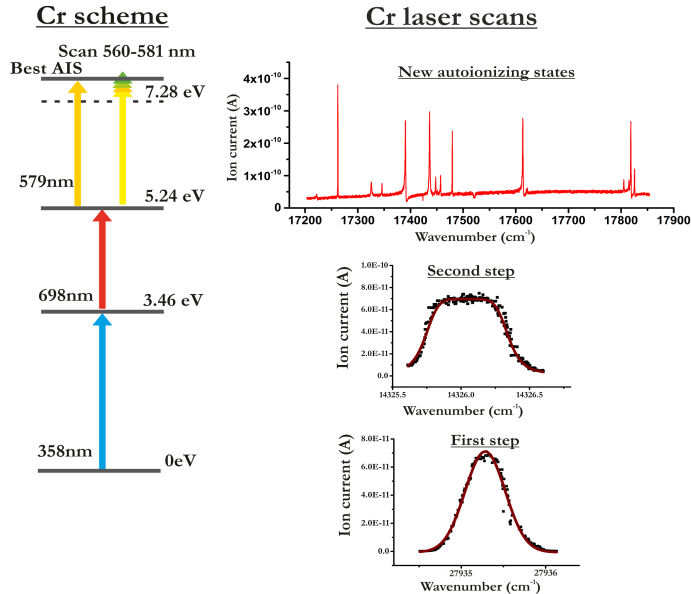 Cr scheme
Scan 560-581 nm
Best AIS
7.28 eV
579nm
5.24 eV
698nm
3.46 eV
358nm
0eV
Cr laser scans
New autoionizing states
Ion current (A)
4x10⁻¹⁰
3x10⁻¹⁰
2x10⁻¹⁰
1x10⁻¹⁰
0
17200 17300 17400 17500 17600 17700 17800 17900
Wavenumber (cm⁻¹)
Second step
Ion current (A)
1.0E-10
8.0E-11
6.0E-11
4.0E-11
2.0E-11
0.0
14325.5 14326.0 14326.5
Wavenumber (cm⁻¹)
First step
Ion current (A)
8.0E-11
6.0E-11
4.0E-11
2.0E-11
0.0
27935 27936
Wavenumber (cm⁻¹)